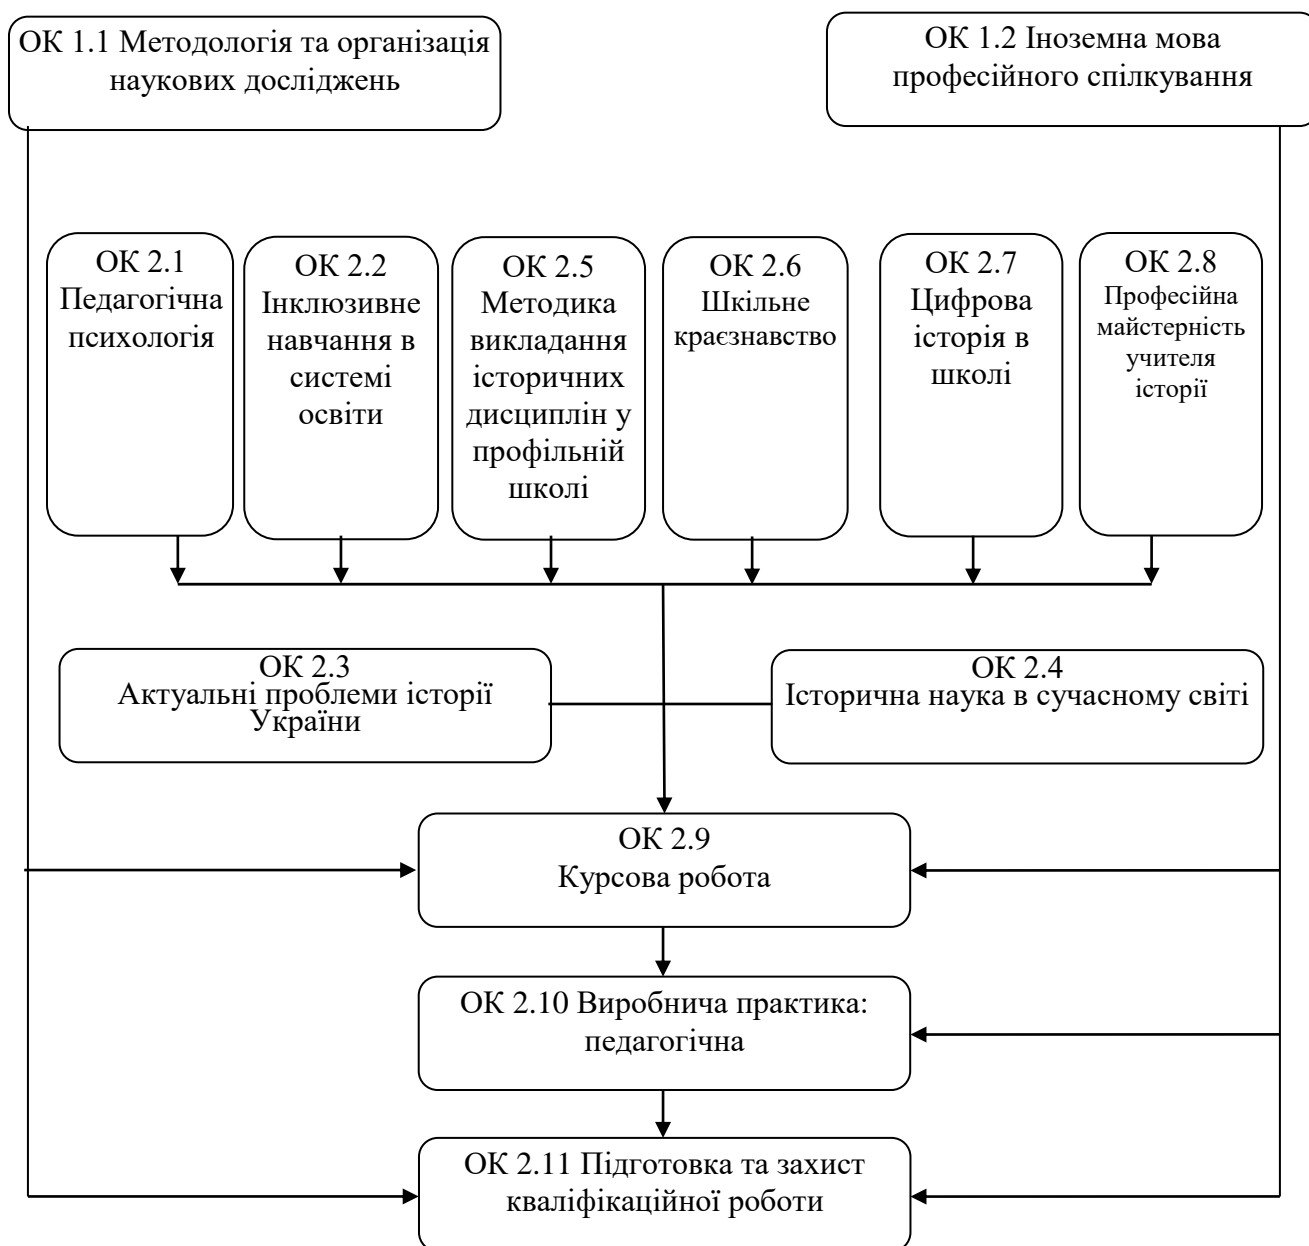 ОК 1.1 Методологія та організація
наукових досліджень
ОК 1.2 Іноземна мова
професійного спілкування
ОК 2.1
Педагогічна
психологія
ОК 2.2
Інклюзивне
навчання в
системі
освіти
ОК 2.5
Методика
викладання
історичних
дисциплін у
профільній
школі
ОК 2.6
Шкільне
краєзнавство
ОК 2.7
Цифрова
історія в
школі
ОК 2.8
Професійна
майстерність
учителя
історії
ОК 2.3
Актуальні проблеми історії
України
ОК 2.4
Історична наука в сучасному світі
ОК 2.9
Курсова робота
ОК 2.10 Виробнича практика:
педагогічна
ОК 2.11 Підготовка та захист
кваліфікаційної роботи